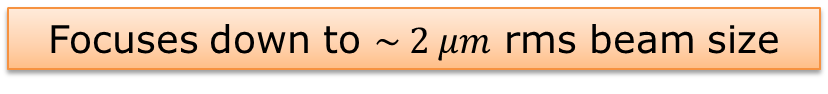 Focuses down to ~ 2 μm rms beam size